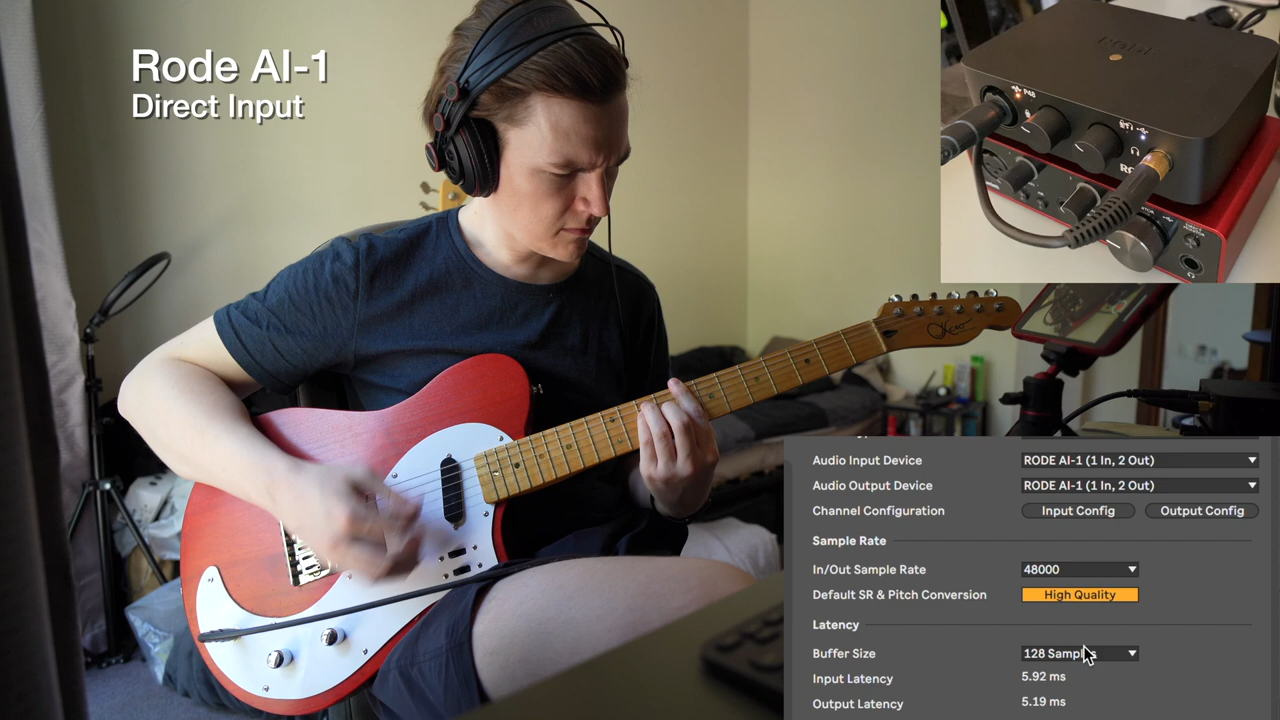 Rode AI-1
Direct Input
P48
Audio Input Device
RODE AI-1 (1 In, 2 Out)
Audio Output Device
RODE AI-1 (1 In, 2 Out)
Channel Configuration
Input Config
Output Config
Sample Rate
In/Out Sample Rate
48000
Default SR & Pitch Conversion
High Quality
Latency
Buffer Size
128 Samples
Input Latency
5.92 ms
Output Latency
5.19 ms